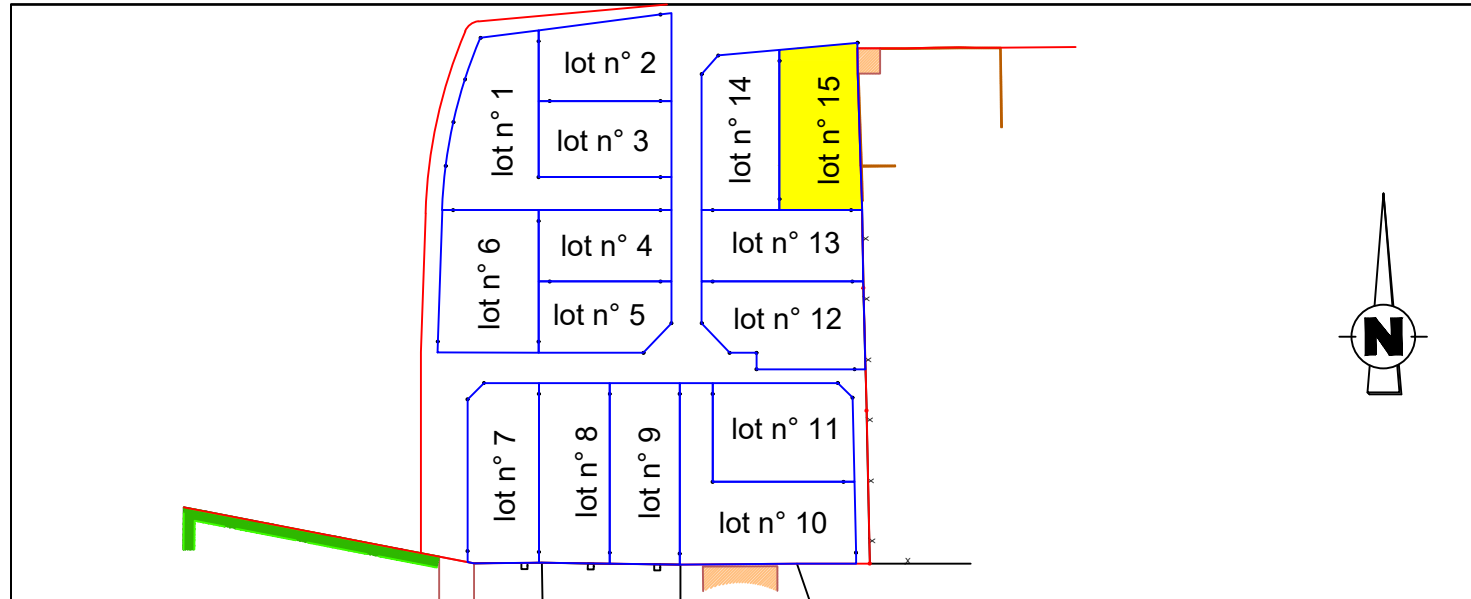 lot n° 1
lot n° 2
lot n° 3
lot n° 14
lot n° 15
lot n° 6
lot n° 4
lot n° 5
lot n° 13
lot n° 12
N
lot n° 7
lot n° 8
lot n° 9
lot n° 11
lot n° 10